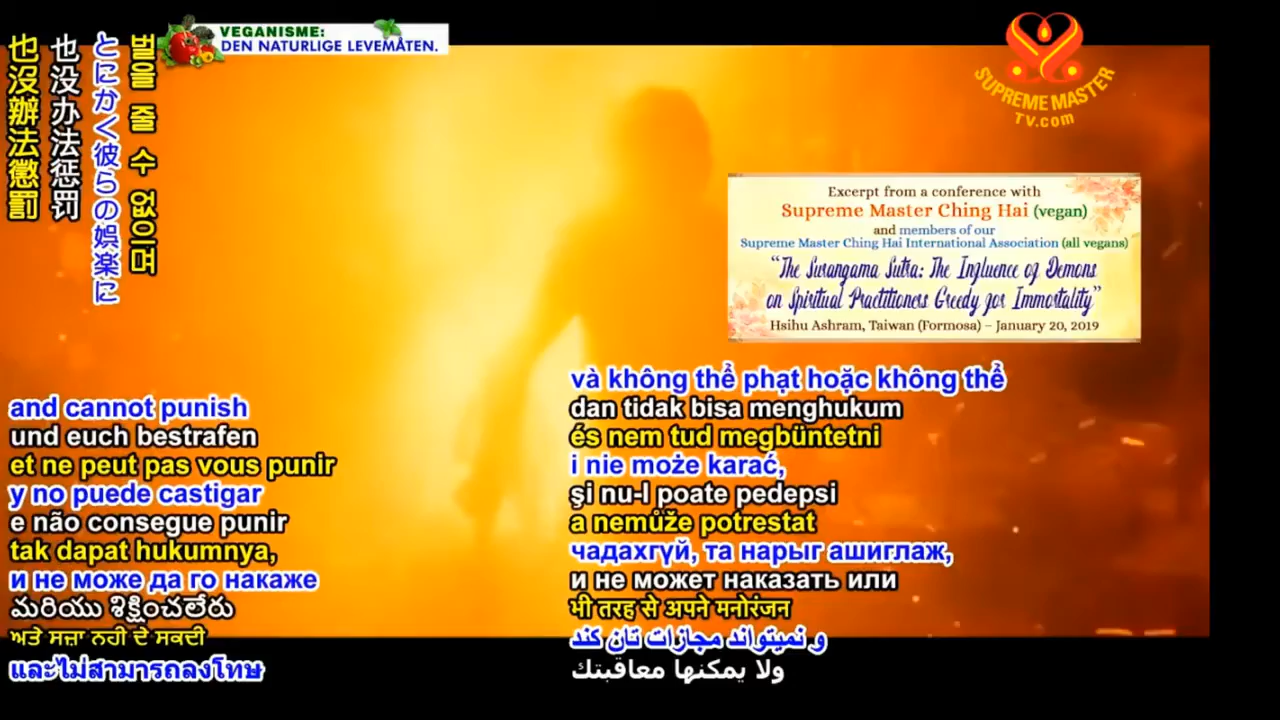 VEGANISME:
DEN NATURLIGE LEVEMÅTEN.
SUPREME MASTER
TV.com
也沒辦法懲罰
也没办法惩罚
とにかく彼らの娯楽に
벌을 줄 수 없으며
Excerpt from a conference with
Supreme Master Ching Hai (vegan)
and members of our
Supreme Master Ching Hai International Association (all vegans)
“The Surangama Sutra: The Influence of Demons
on Spiritual Practitioners Greedy for Immortality”
Hsihu Ashram, Taiwan (Formosa) – January 20, 2019
and cannot punish
und euch bestrafen
et ne peut pas vous punir
y no puede castigar
e não consegue punir
tak dapat hukumnya,
и не може да го накаже
మరియు శిక్షించలేరు
ਅਤੇ ਸਜ਼ਾ ਨਹੀ ਦੇ ਸਕਦੀ
และไม่สามารถลงโทษ
và không thể phạt hoặc không thể
dan tidak bisa menghukum
és nem tud megbüntetni
i nie może karać,
şi nu-l poate pedepsi
a nemůže potrestat
чадахгүй, та нарыг ашиглаж,
и не может наказать или
भी तरह से अपने मनोरंजन
و نمیتواند مجازات تان کند
ولا يمكنها معاقبتك